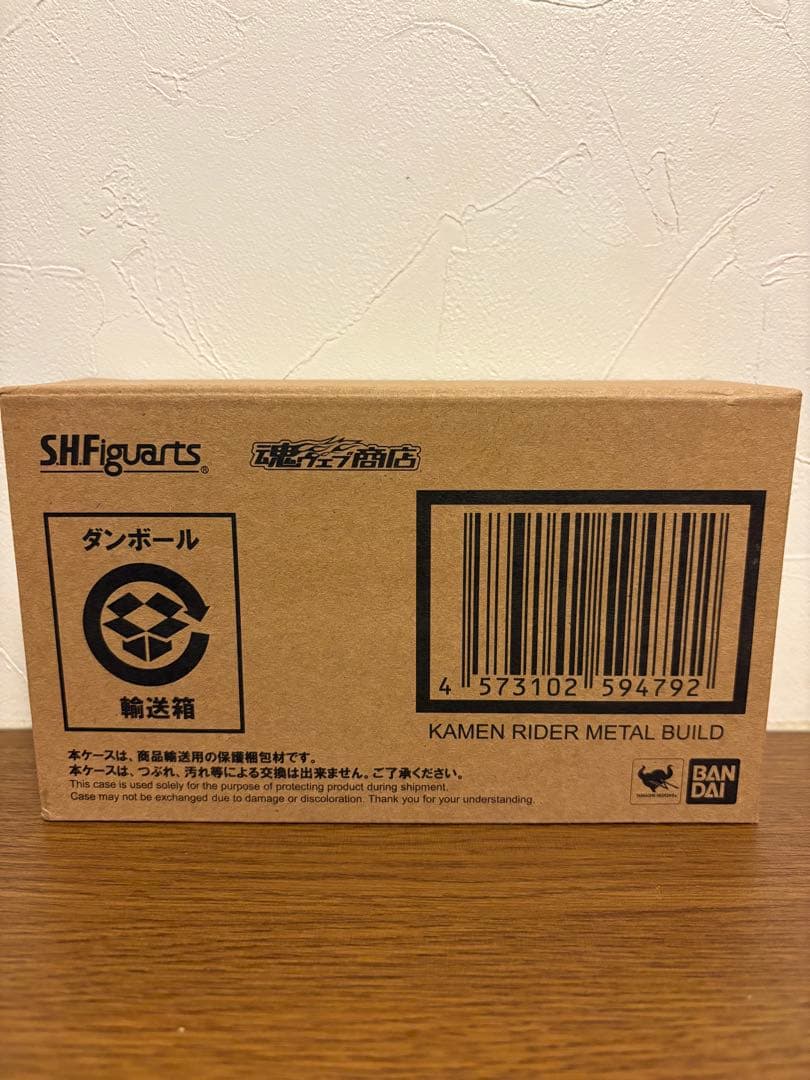 S.H.Figuarts®
魂ウェブ商店
ダンボール
輸送箱
4 573102 594792
KAMEN RIDER METAL BUILD
本ケースは、商品輸送用の保護梱包材です。
本ケースは、つぶれ、汚れ等による交換は出来ません。ご了承ください。
This case is used solely for the purpose of protecting product during shipment.
Case may not be exchanged due to damage or discoloration. Thank you for your understanding.
BAN
DAI